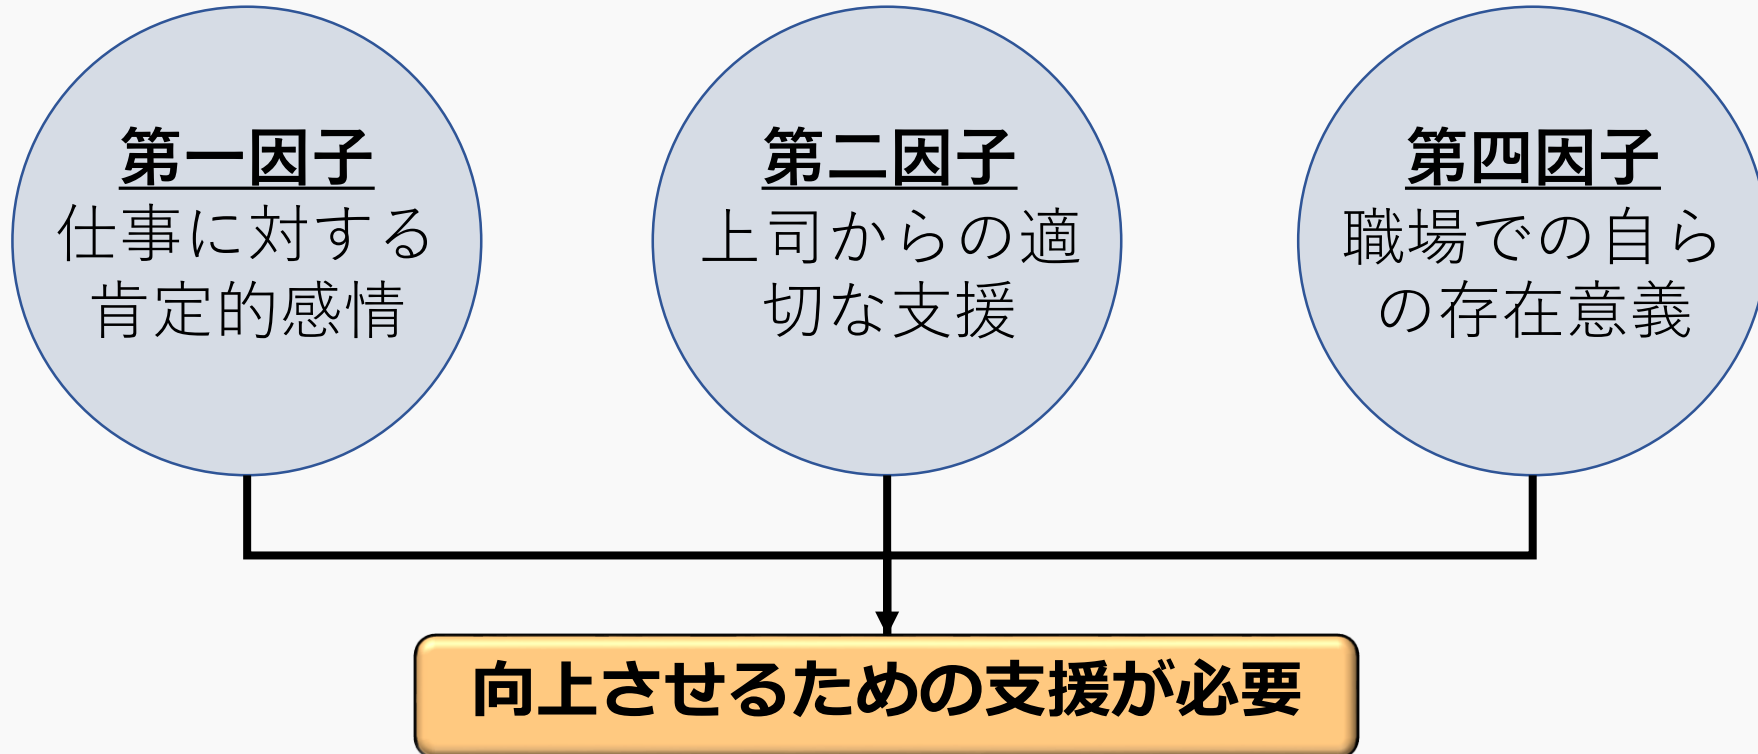 第一因子
仕事に対する
肯定的感情
第二因子
上司からの適
切な支援
第四因子
職場での自ら
の存在意義
向上させるための支援が必要